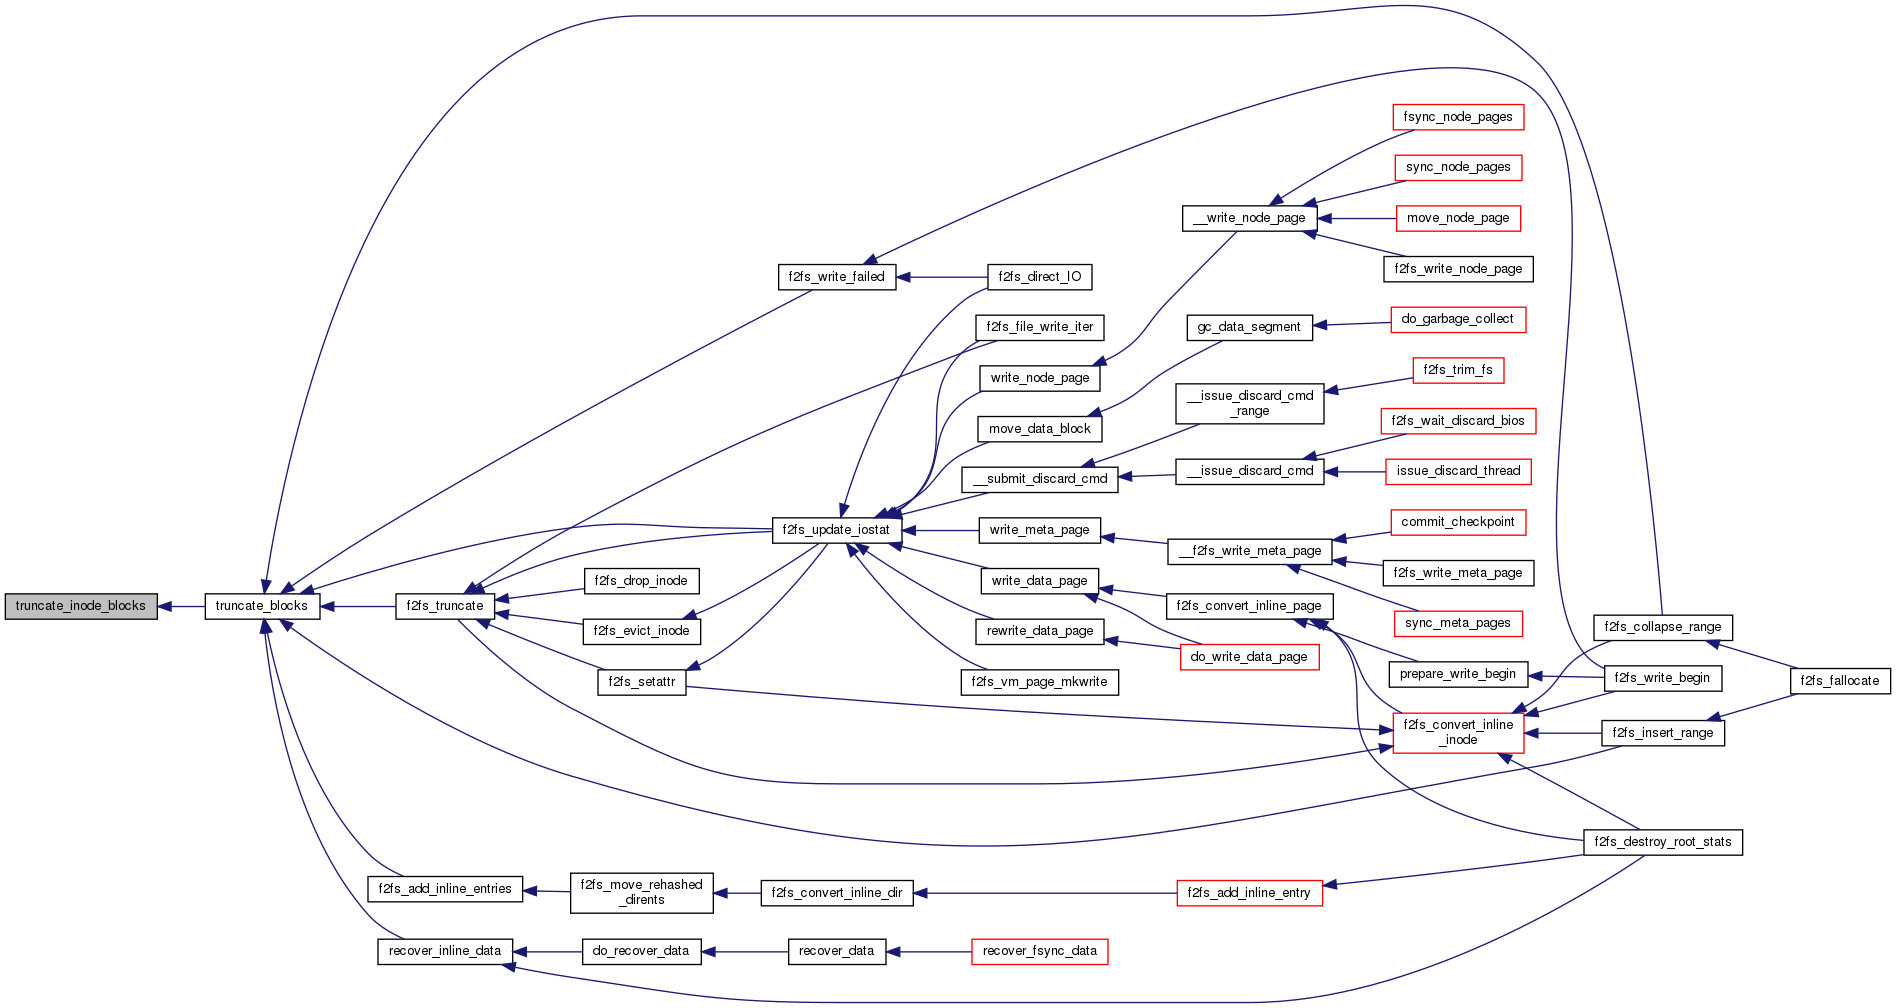 fsync_node_pages
sync_node_pages
__write_node_page
move_node_page
f2fs_write_node_page
f2fs_write_failed
f2fs_direct_IO
f2fs_file_write_iter
gc_data_segment
do_garbage_collect
write_node_page
f2fs_trim_fs
__issue_discard_cmd
_range
move_data_block
f2fs_wait_discard_bios
__submit_discard_cmd
__issue_discard_cmd
issue_discard_thread
f2fs_update_iostat
write_meta_page
commit_checkpoint
__f2fs_write_meta_page
f2fs_write_meta_page
f2fs_drop_inode
write_data_page
truncate_inode_blocks
truncate_blocks
f2fs_truncate
f2fs_convert_inline_page
sync_meta_pages
f2fs_collapse_range
f2fs_evict_inode
rewrite_data_page
do_write_data_page
f2fs_setattr
f2fs_vm_page_mkwrite
prepare_write_begin
f2fs_write_begin
f2fs_fallocate
f2fs_convert_inline
_inode
f2fs_insert_range
f2fs_destroy_root_stats
f2fs_add_inline_entries
f2fs_move_rehashed
_dirents
f2fs_convert_inline_dir
f2fs_add_inline_entry
recover_inline_data
do_recover_data
recover_data
recover_fsync_data